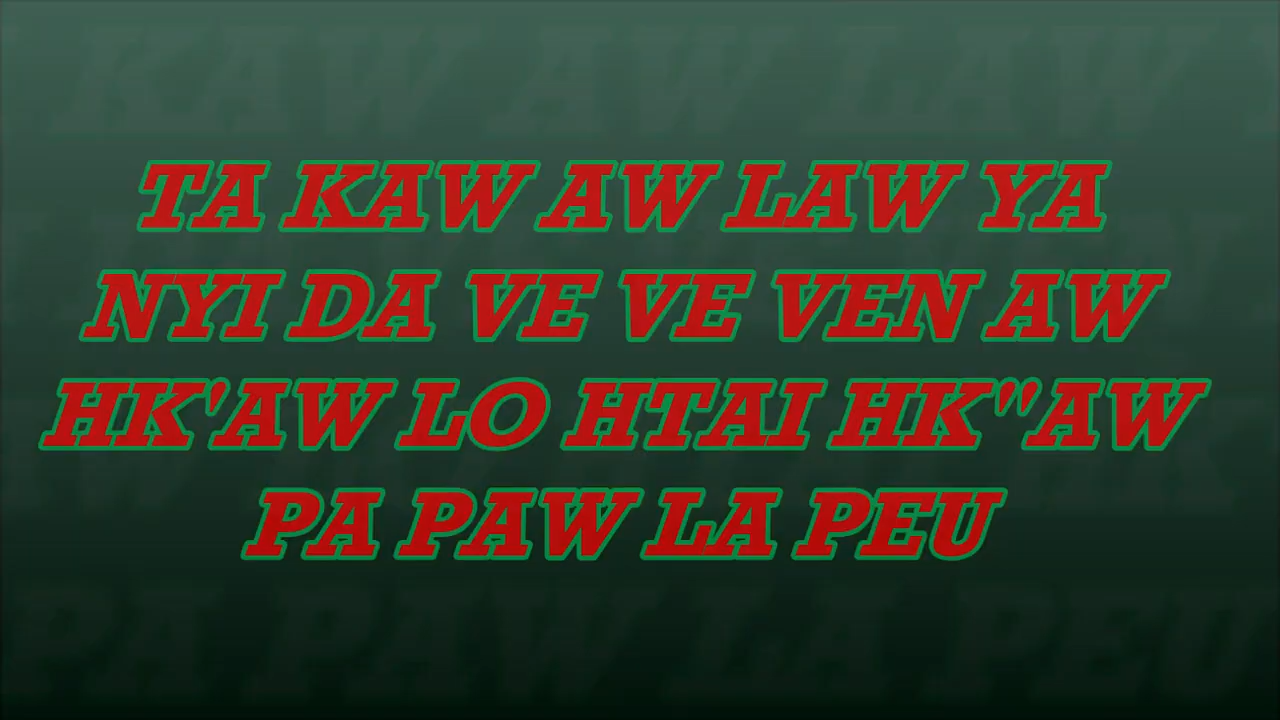 TA KAW AW LAW YA
NYI DA VE VE VEN AW
HK'AW LO HTAI HK"AW
PA PAW LA PEU